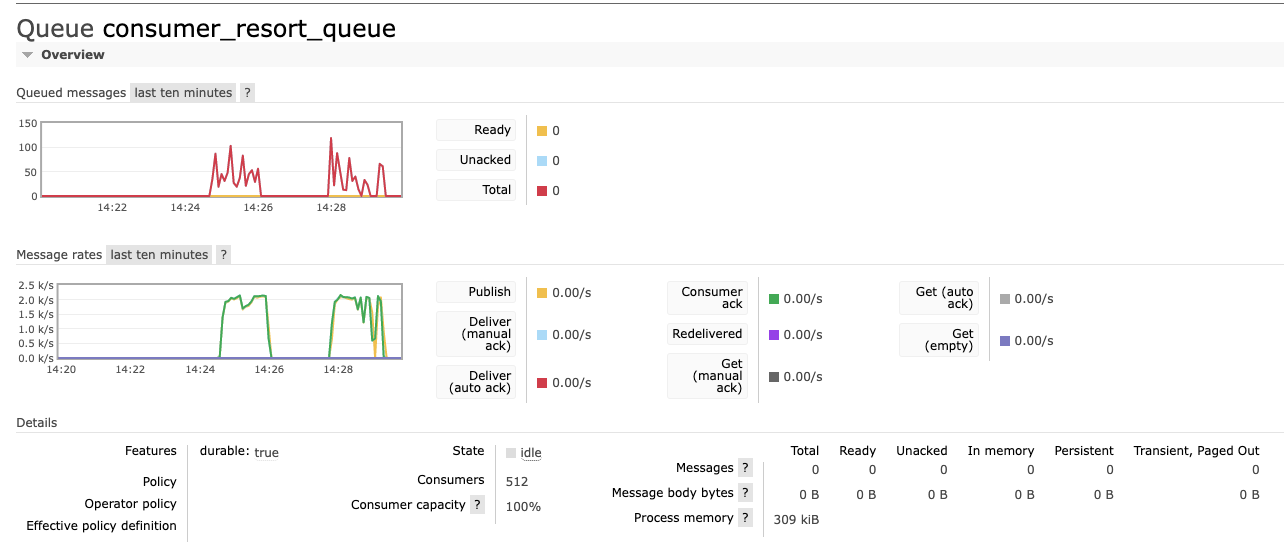 Queue consumer_resort_queue
Overview
Queued messages last ten minutes ?
150
100
50
0
14:22 14:24 14:26 14:28
Ready 0
Unacked 0
Total 0
Message rates last ten minutes ?
2.5 k/s
2.0 k/s
1.5 k/s
1.0 k/s
0.5 k/s
0.0 k/s
14:20 14:22 14:24 14:26 14:28
Publish 0.00/s
Deliver
(manual
ack)
0.00/s
Deliver
(auto ack)
0.00/s
Consumer
ack
0.00/s
Redelivered 0.00/s
Get
(manual
ack)
0.00/s
Get (auto
ack)
0.00/s
Get
(empty)
0.00/s
Details
Features durable: true
Policy
Operator policy
Effective policy definition
State idle
Consumers 512
Consumer capacity ? 100%
Total Ready Unacked In memory Persistent Transient, Paged Out
Messages ? 0 0 0 0 0 0
Message body bytes ? 0 B 0 B 0 B 0 B 0 B 0 B
Process memory ? 309 kiB